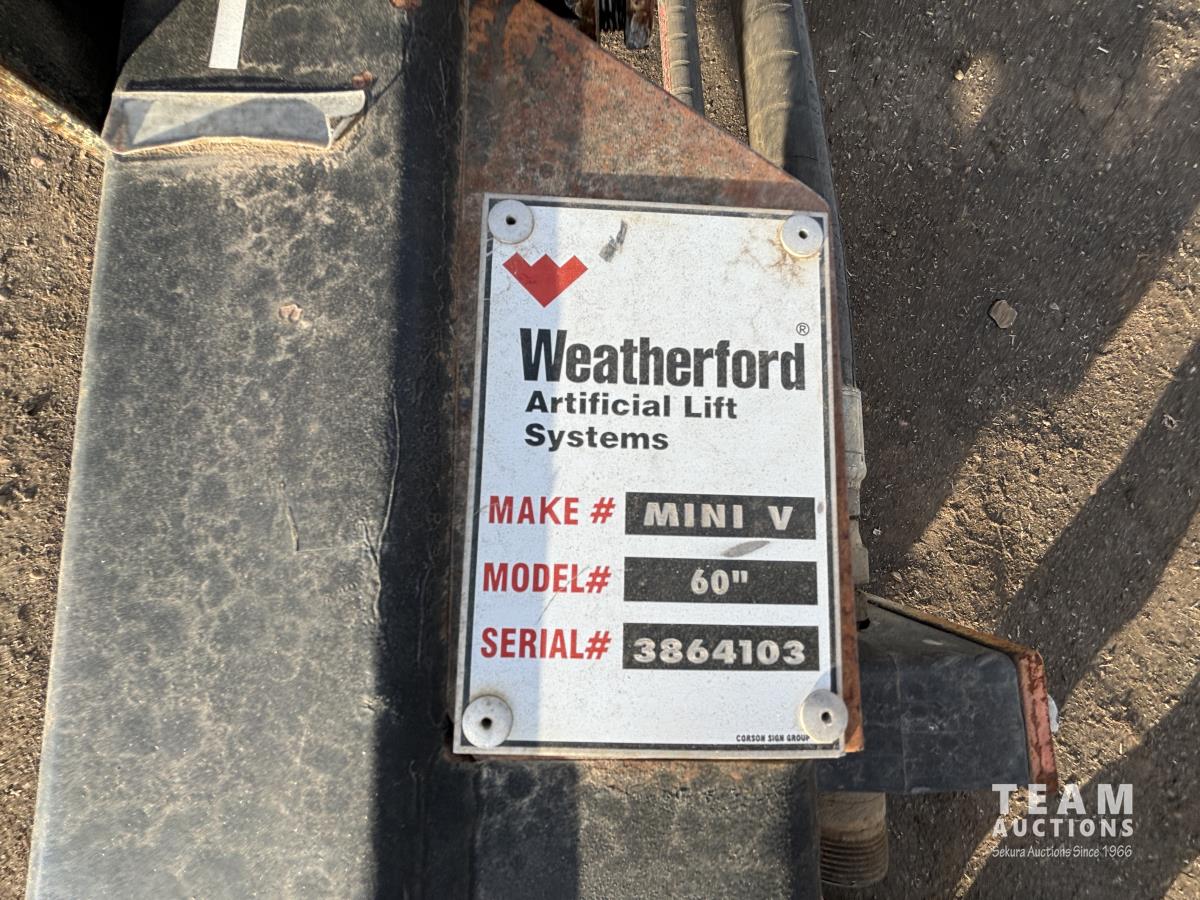 Weatherford®
Artificial Lift
Systems
MAKE # MINI V
MODEL# 60"
SERIAL# 3864103
CORSON SIGN GROUP
TEAM
AUCTIONS
Sekura Auctions Since 1966